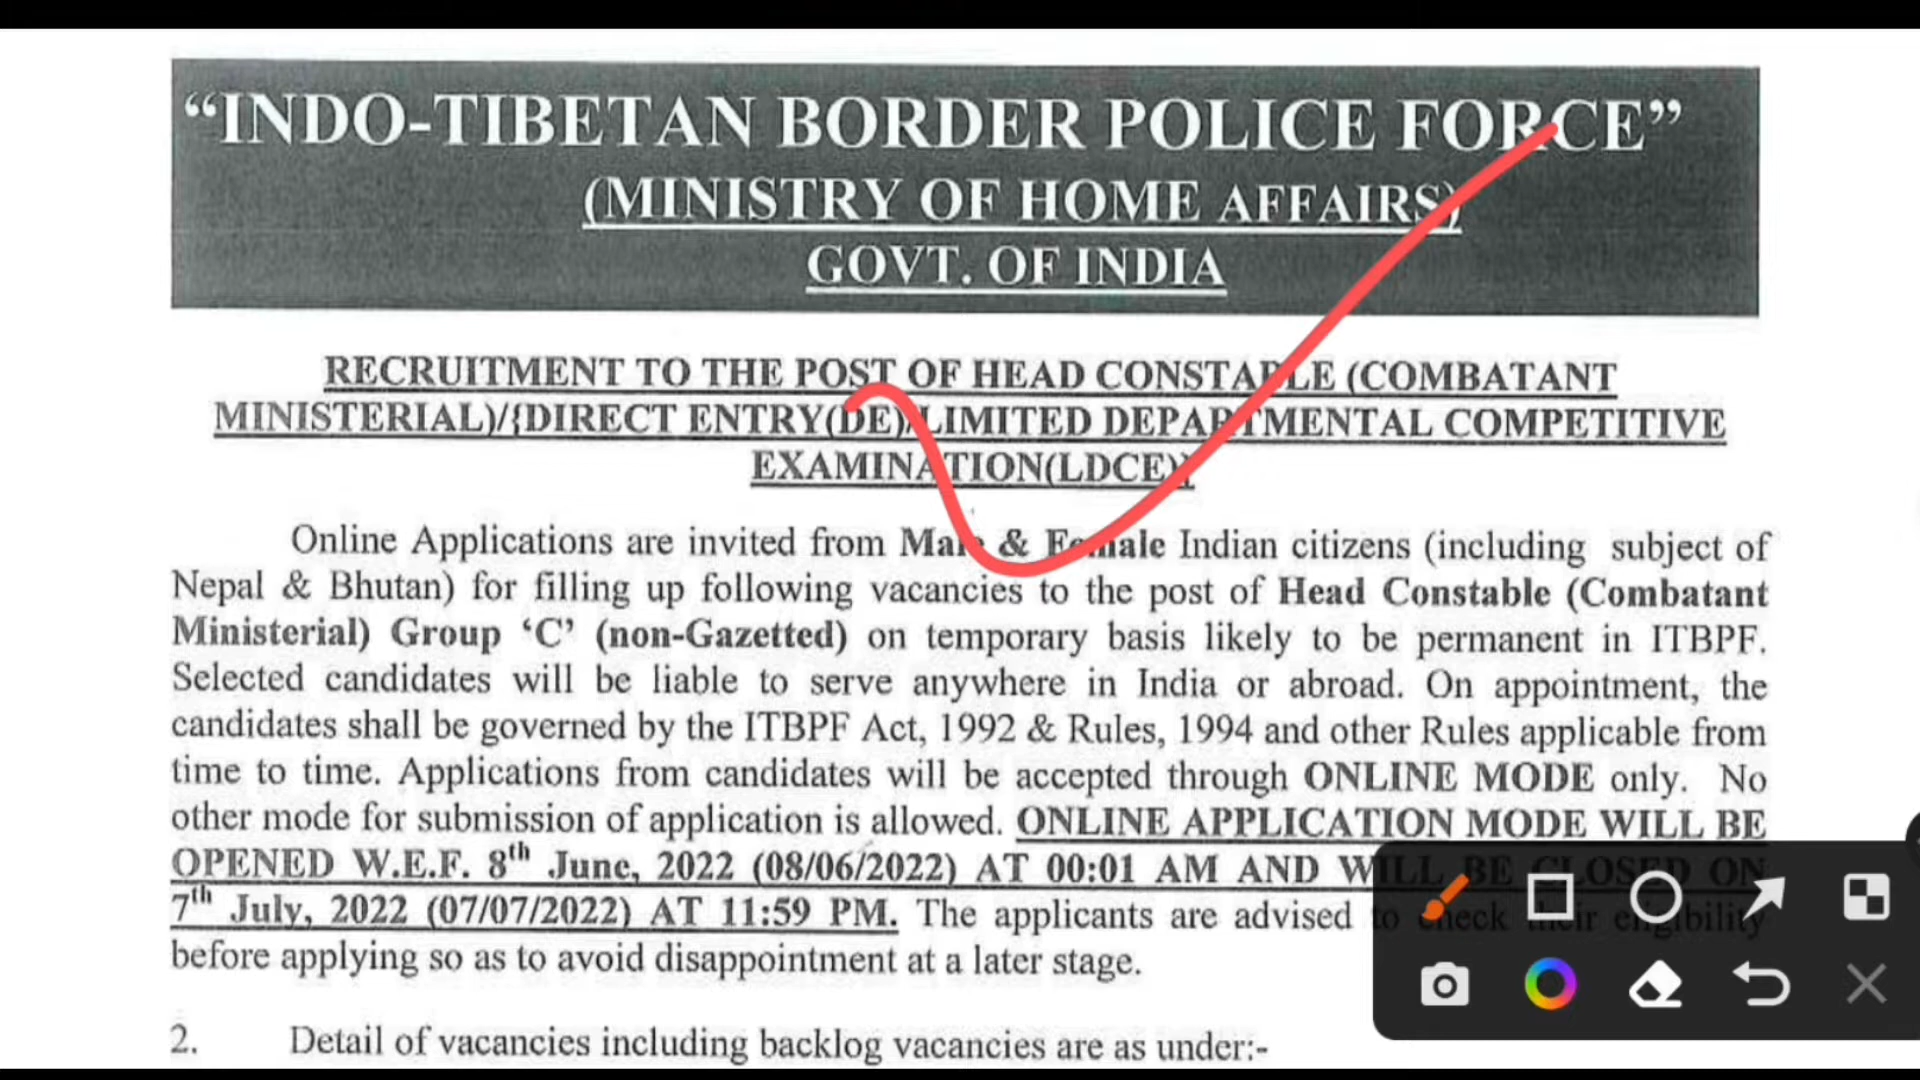 “INDO-TIBETAN BORDER POLICE FORCE”
(MINISTRY OF HOME AFFAIRS)
GOVT. OF INDIA
RECRUITMENT TO THE POST OF HEAD CONSTABLE (COMBATANT
MINISTERIAL)/{DIRECT ENTRY(DE)/LIMITED DEPARTMENTAL COMPETITIVE
EXAMINATION(LDCE)}
Online Applications are invited from Male & Female Indian citizens (including subject of
Nepal & Bhutan) for filling up following vacancies to the post of Head Constable (Combatant
Ministerial) Group ‘C’ (non-Gazetted) on temporary basis likely to be permanent in ITBPF.
Selected candidates will be liable to serve anywhere in India or abroad. On appointment, the
candidates shall be governed by the ITBPF Act, 1992 & Rules, 1994 and other Rules applicable from
time to time. Applications from candidates will be accepted through ONLINE MODE only. No
other mode for submission of application is allowed. ONLINE APPLICATION MODE WILL BE
OPENED W.E.F. 8th June, 2022 (08/06/2022) AT 00:01 AM AND WILL BE CLOSED ON
7th July, 2022 (07/07/2022) AT 11:59 PM. The applicants are advised to check their eligibility
before applying so as to avoid disappointment at a later stage.
2. Detail of vacancies including backlog vacancies are as under:-